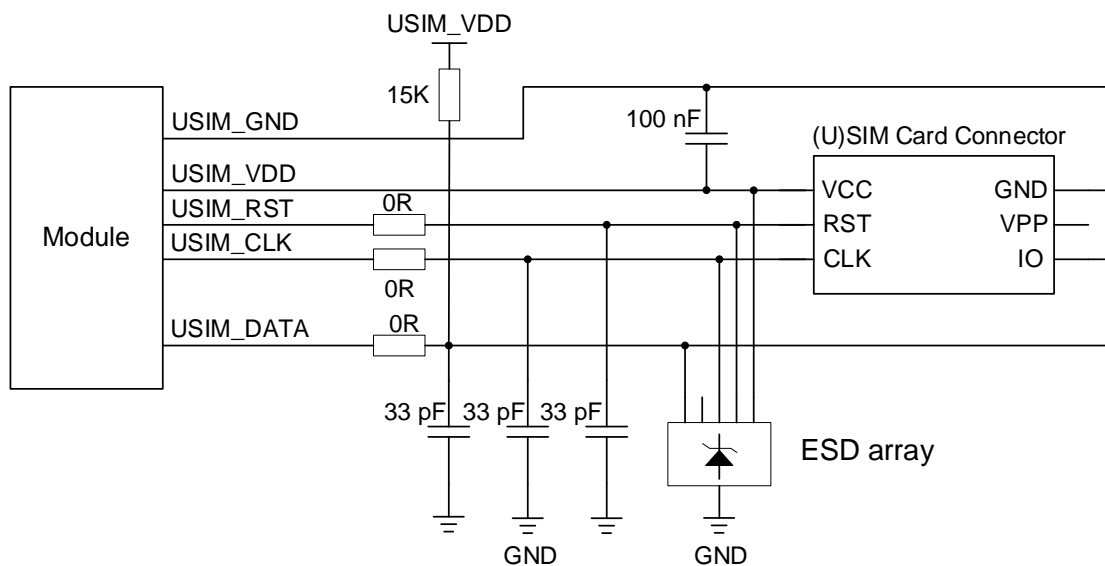 USIM_VDD
15K
USIM_GND
100 nF
(U)SIM Card Connector
USIM_VDD
VCC
GND
USIM_RST
0R
RST
VPP
Module
USIM_CLK
CLK
IO
0R
USIM_DATA
0R
33 pF
33 pF
33 pF
ESD array
GND
GND